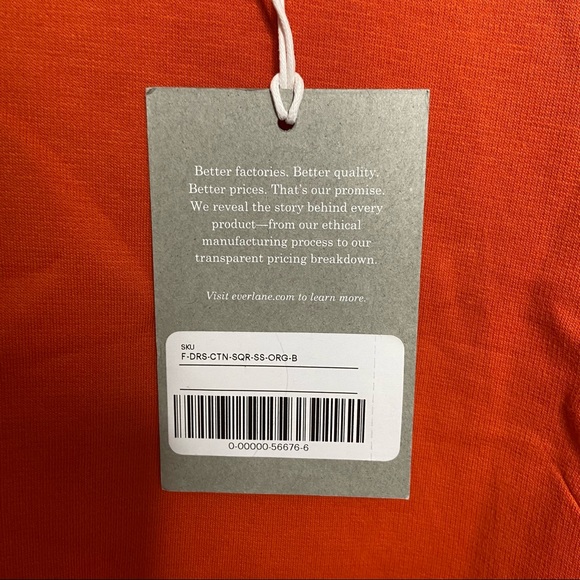 Better factories. Better quality.
Better prices. That's our promise.
We reveal the story behind every
product—from our ethical
manufacturing process to our
transparent pricing breakdown.
Visit everlane.com to learn more.
SKU
F-DRS-CTN-SQR-SS-ORG-B
0-00000-56676-6